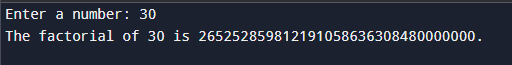 Enter a number: 30
The factorial of 30 is 265252859812191058636308480000000.